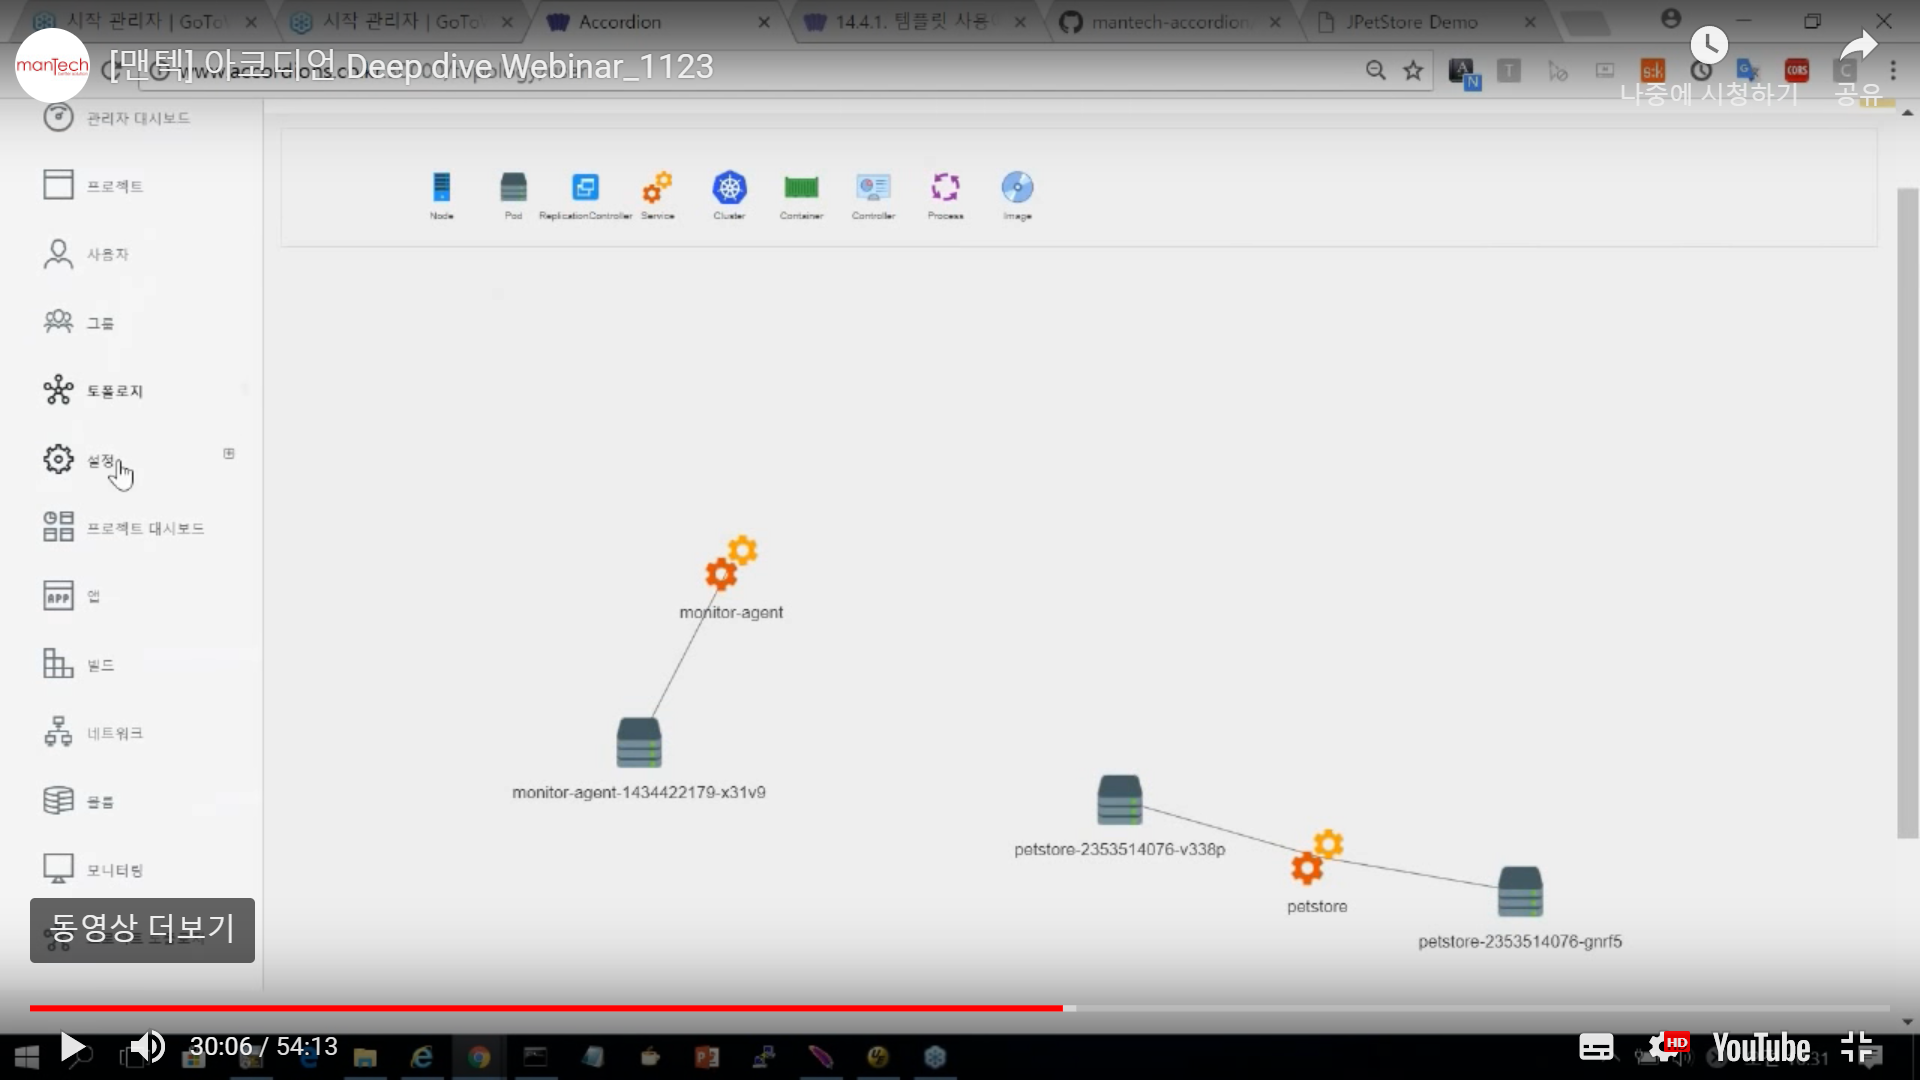 시작 관리자 | GoToW
시작 관리자 | GoToW
Accordion
14.4.1. 템플릿 사용
mantech-accordion
JPetStore Demo
manTech
[맨텍] 아코디언 Deep dive Webinar_1123
나중에 시청하기
공유
관리자 대시보드
프로젝트
사용자
그룹
토폴로지
설정
프로젝트 대시보드
앱
빌드
네트워크
볼륨
모니터링
동영상 더보기
Node
Pod
ReplicationController
Service
Cluster
Container
Controller
Process
Image
monitor-agent
monitor-agent-1434422179-x31v9
petstore-2353514076-v338p
petstore
petstore-2353514076-gnrf5
30:06 / 54:13
HD
YouTube